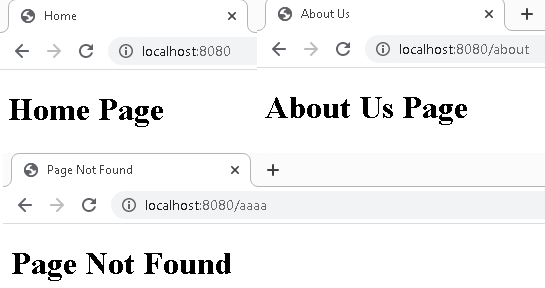 Home
localhost:8080
Home Page
About Us
localhost:8080/about
About Us Page
Page Not Found
localhost:8080/aaaa
Page Not Found